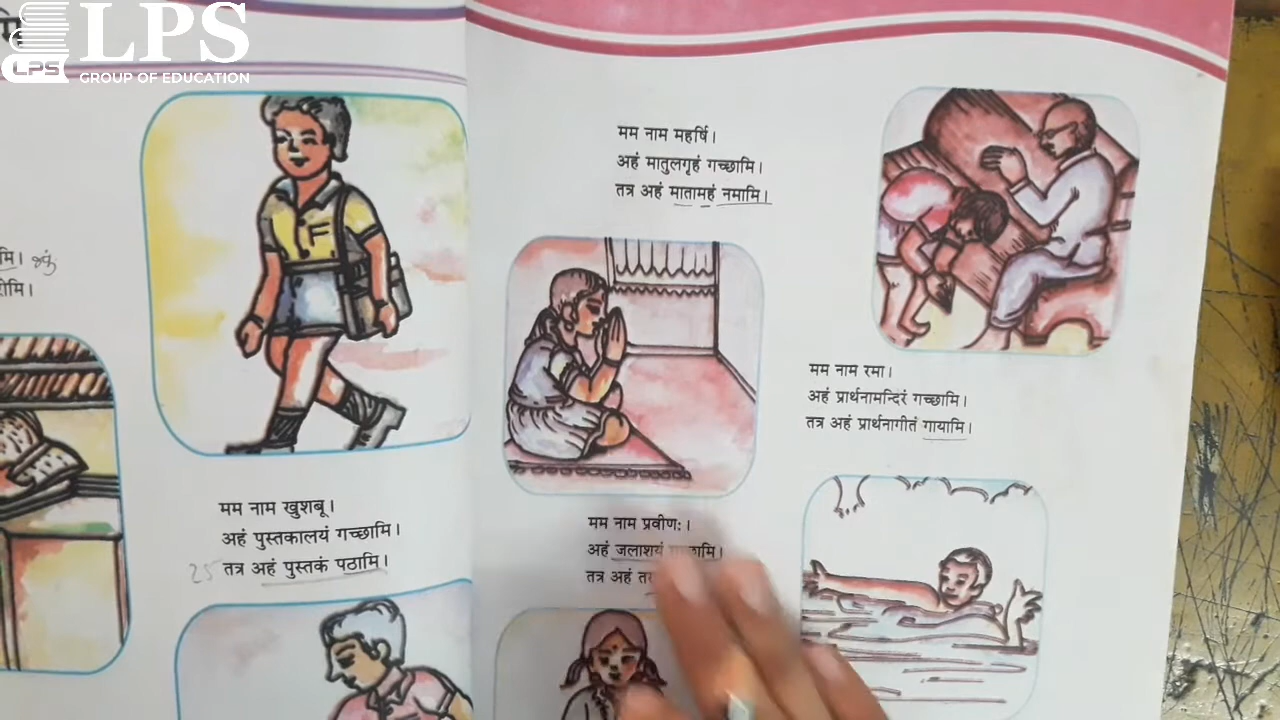 LPS
LPS
GROUP OF EDUCATION
मि।
मि।
मम नाम खुशबू।
अहं पुस्तकालयं गच्छामि।
25 तत्र अहं पुस्तकं पठामि।
मम नाम महर्षि।
अहं मातुलगृहं गच्छामि।
तत्र अहं मातामहं नमामि।
मम नाम रमा।
अहं प्रार्थनामन्दिरं गच्छामि।
तत्र अहं प्रार्थनागीतं गायामि।
मम नाम प्रवीणः।
अहं जलाशयं
तत्र अहं